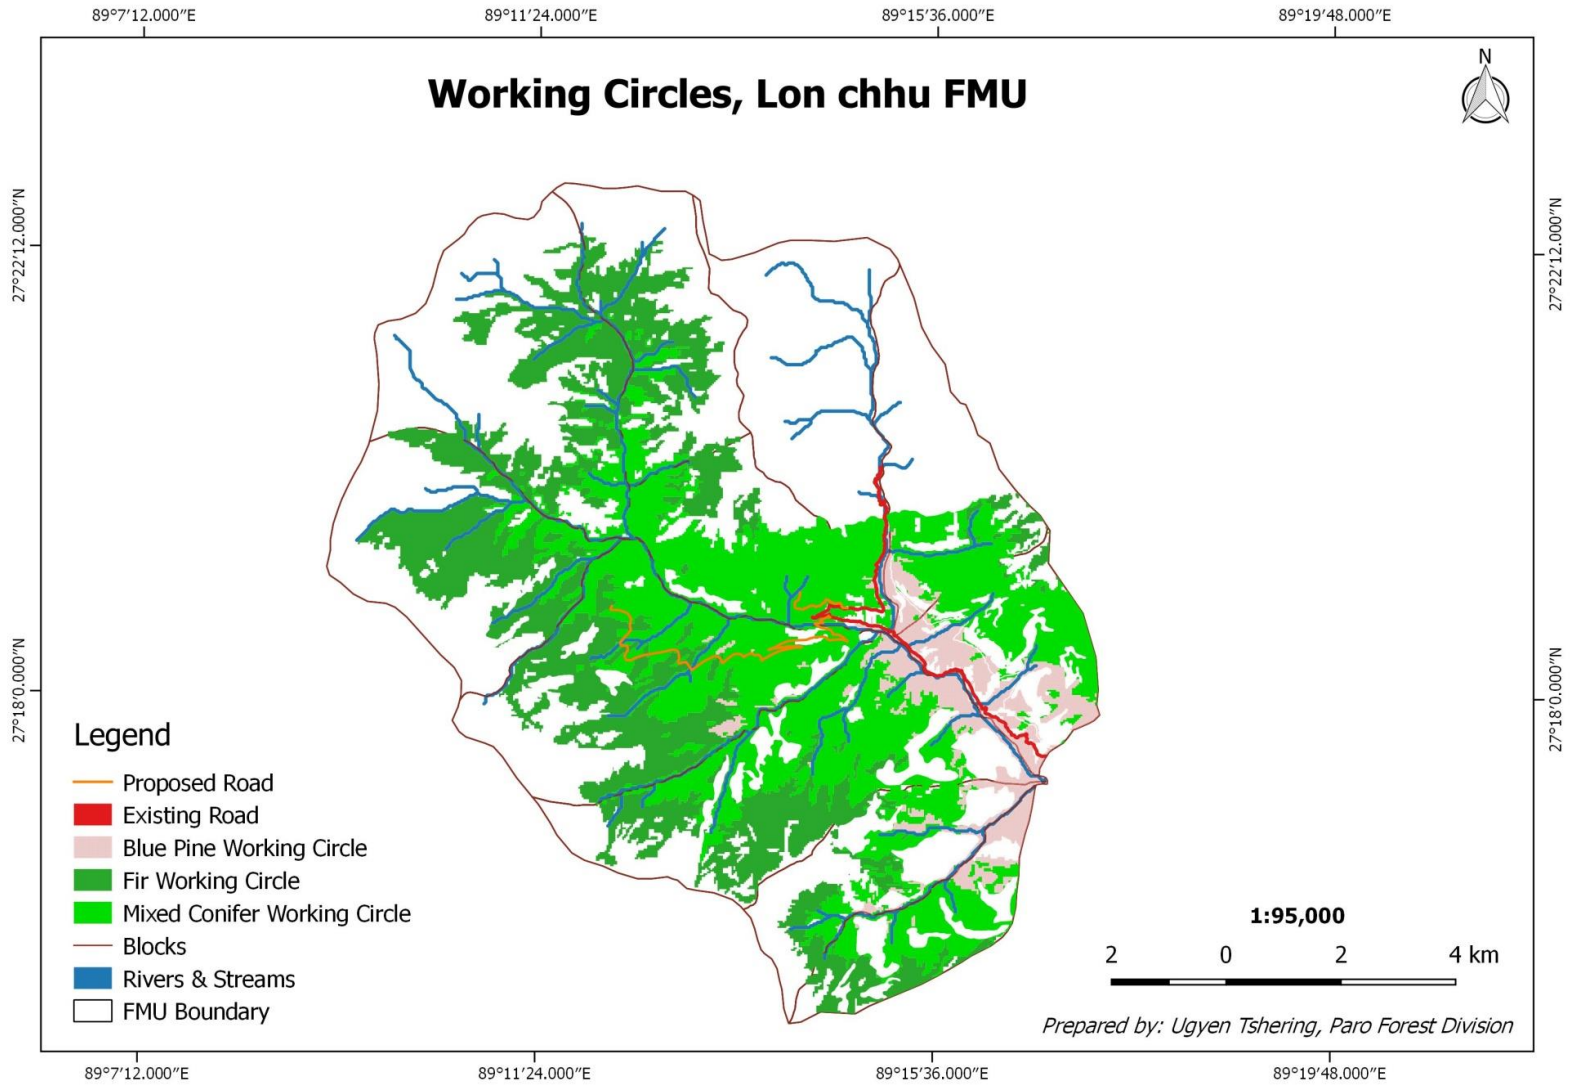 89°7′12.000″E
89°11′24.000″E
89°15′36.000″E
89°19′48.000″E
Working Circles, Lon chhu FMU
N
27°22′12.000″N
27°22′12.000″N
27°18′0.000″N
27°18′0.000″N
Legend
Proposed Road
Existing Road
Blue Pine Working Circle
Fir Working Circle
Mixed Conifer Working Circle
Blocks
Rivers & Streams
FMU Boundary
1:95,000
2 0 2 4 km
Prepared by: Ugyen Tshering, Paro Forest Division
89°7′12.000″E
89°11′24.000″E
89°15′36.000″E
89°19′48.000″E